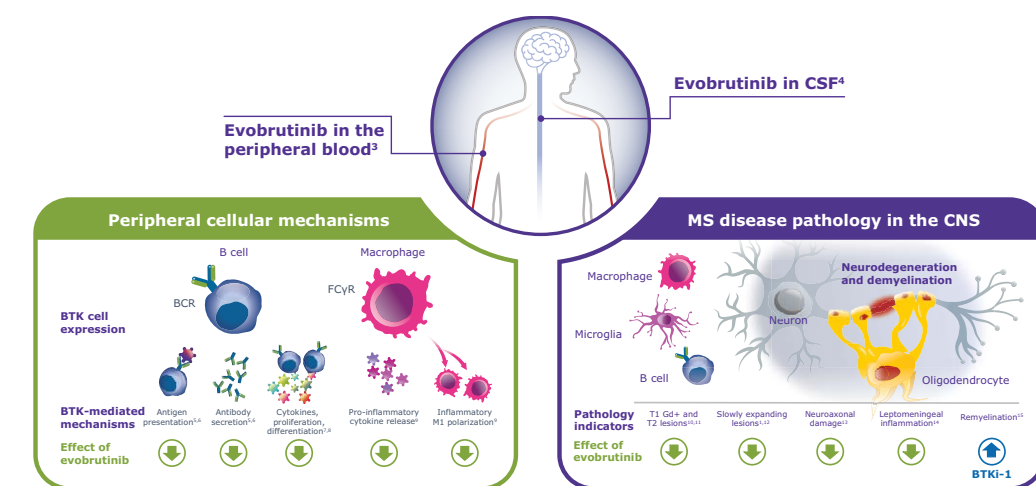 Evobrutinib in CSF⁴
Evobrutinib in the
peripheral blood³
Peripheral cellular mechanisms
B cell
Macrophage
BCR
FCγR
BTK cell
expression
BTK-mediated
mechanisms
Antigen
presentation⁵,⁶
Antibody
secretion⁵,⁶
Cytokines,
proliferation,
differentiation⁷,⁸
Pro-inflammatory
cytokine release⁹
Inflammatory
M1 polarization⁹
Effect of
evobrutinib
MS disease pathology in the CNS
Macrophage
Microglia
B cell
Neuron
Neurodegeneration
and demyelination
Oligodendrocyte
Pathology
indicators
T1 Gd+ and
T2 lesions¹⁰,¹¹
Slowly expanding
lesions¹,¹²
Neuroaxonal
damage¹³
Leptomeningeal
inflammation¹⁴
Remyelination¹⁵
Effect of
evobrutinib
BTKi-1